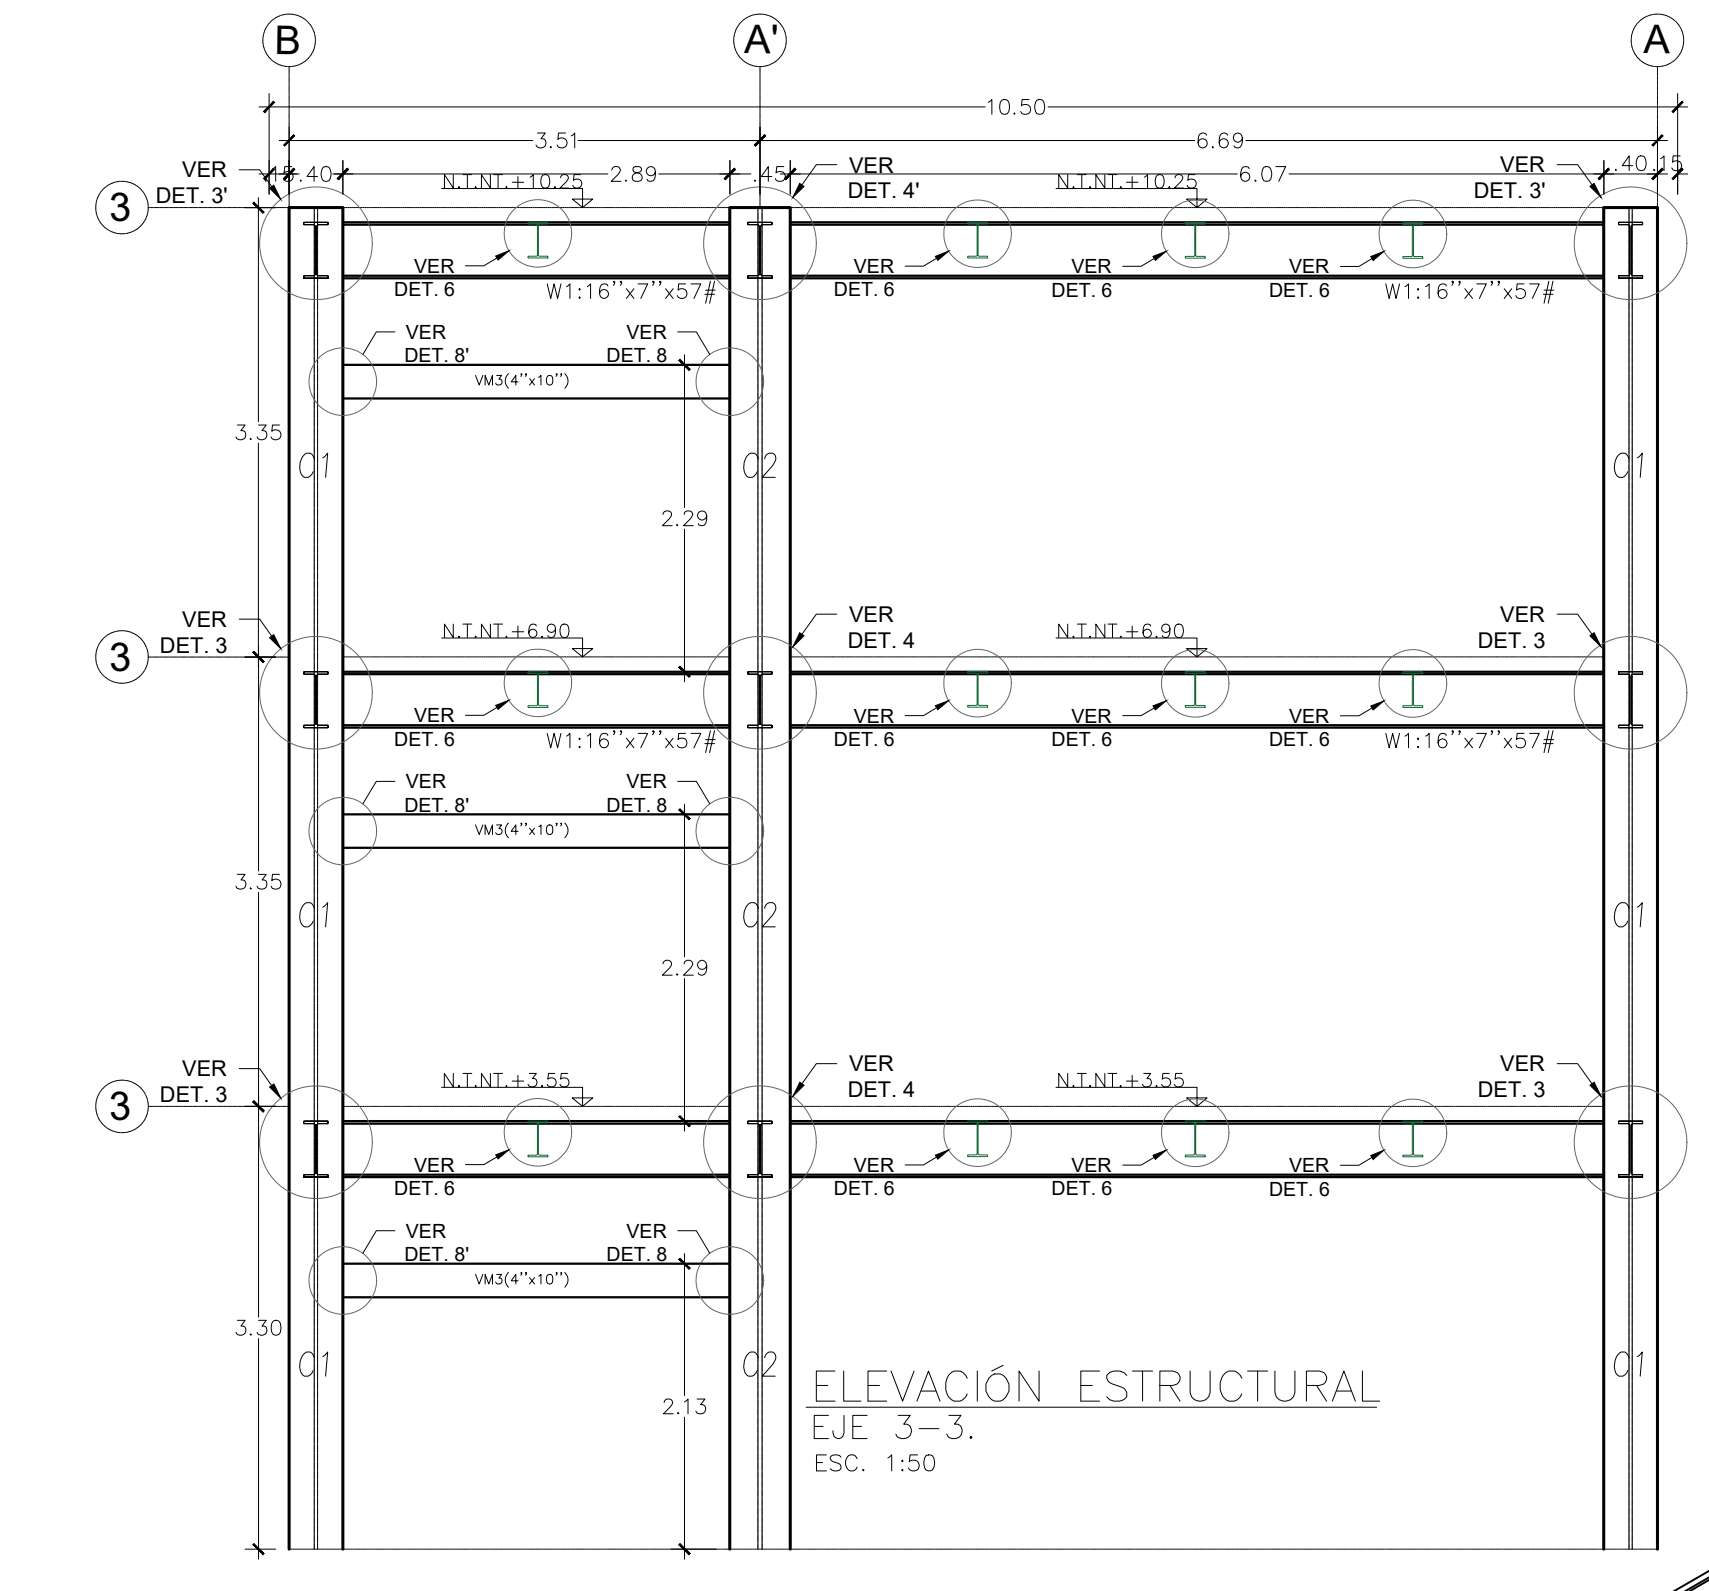 B
A'
A
10.50
3.51
6.69
.15
.40
2.89
.45
6.07
.40
.15
VER
DET. 3'
N.T.NT.+10.25
VER
DET. 4'
N.T.NT.+10.25
VER
DET. 3'
3
VER
DET. 6
W1:16''x7''x57#
VER
DET. 6
VER
DET. 6
VER
DET. 6
W1:16''x7''x57#
VER
DET. 8'
VER
DET. 8
VM3(4''x10'')
3.35
C1
C2
C1
2.29
VER
DET. 3
N.T.NT.+6.90
VER
DET. 4
N.T.NT.+6.90
VER
DET. 3
3
VER
DET. 6
W1:16''x7''x57#
VER
DET. 6
VER
DET. 6
VER
DET. 6
W1:16''x7''x57#
VER
DET. 8'
VER
DET. 8
VM3(4''x10'')
3.35
C1
C2
C1
2.29
VER
DET. 3
N.T.NT.+3.55
VER
DET. 4
N.T.NT.+3.55
VER
DET. 3
3
VER
DET. 6
VER
DET. 6
VER
DET. 6
VER
DET. 6
VER
DET. 8'
VER
DET. 8
VM3(4''x10'')
3.30
C1
C2
C1
2.13
ELEVACIÓN ESTRUCTURAL
EJE 3-3.
ESC. 1:50